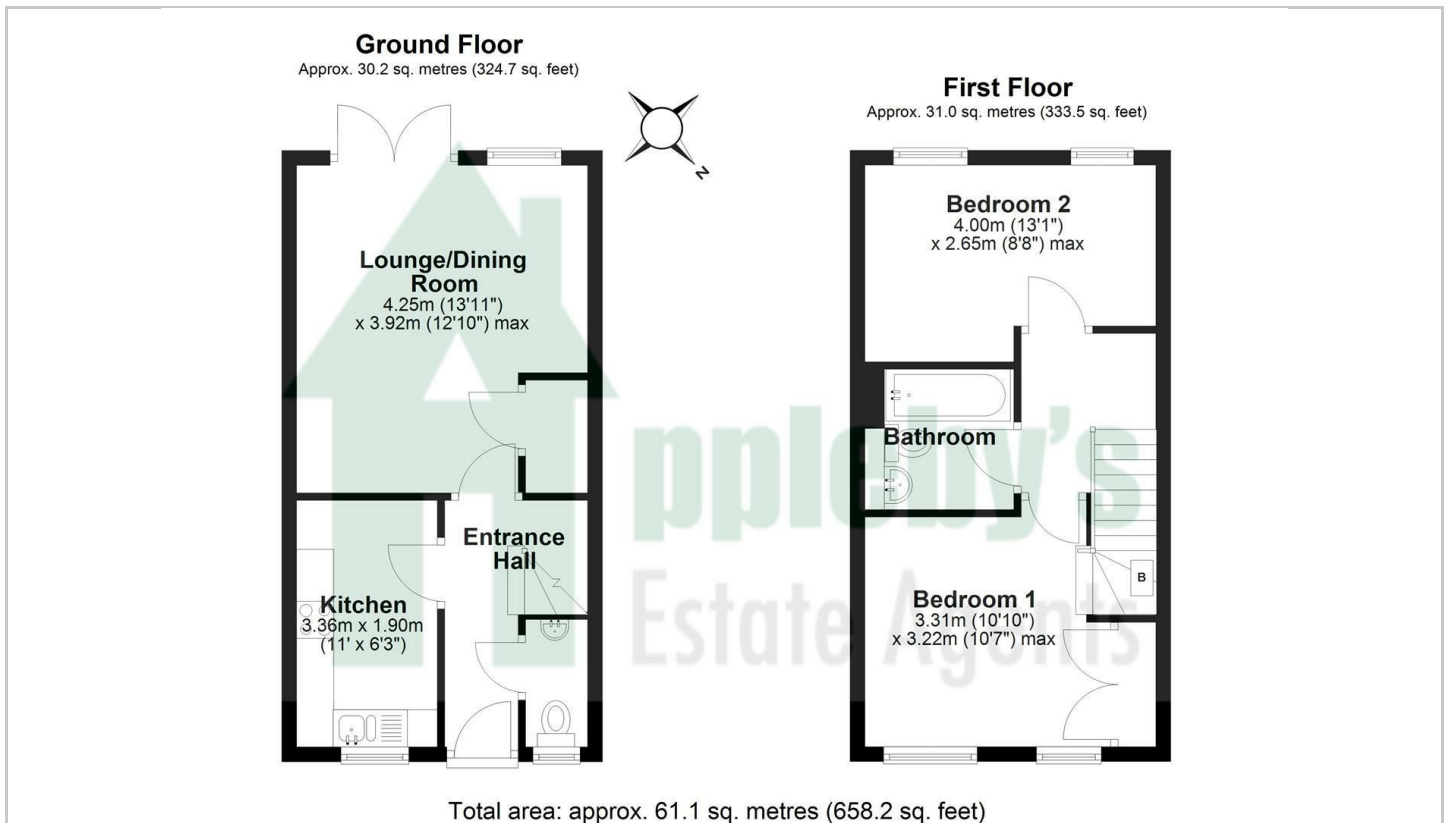 Ground Floor
Approx. 30.2 sq. metres (324.7 sq. feet)
N
Lounge/Dining
Room
4.25m (13'11")
x 3.92m (12'10") max
Entrance
Hall
Kitchen
3.36m x 1.90m
(11' x 6'3")
First Floor
Approx. 31.0 sq. metres (333.5 sq. feet)
Bedroom 2
4.00m (13'1")
x 2.65m (8'8") max
Bathroom
B
Bedroom 1
3.31m (10'10")
x 3.22m (10'7") max
ppleby's
Estate Agents
Total area: approx. 61.1 sq. metres (658.2 sq. feet)